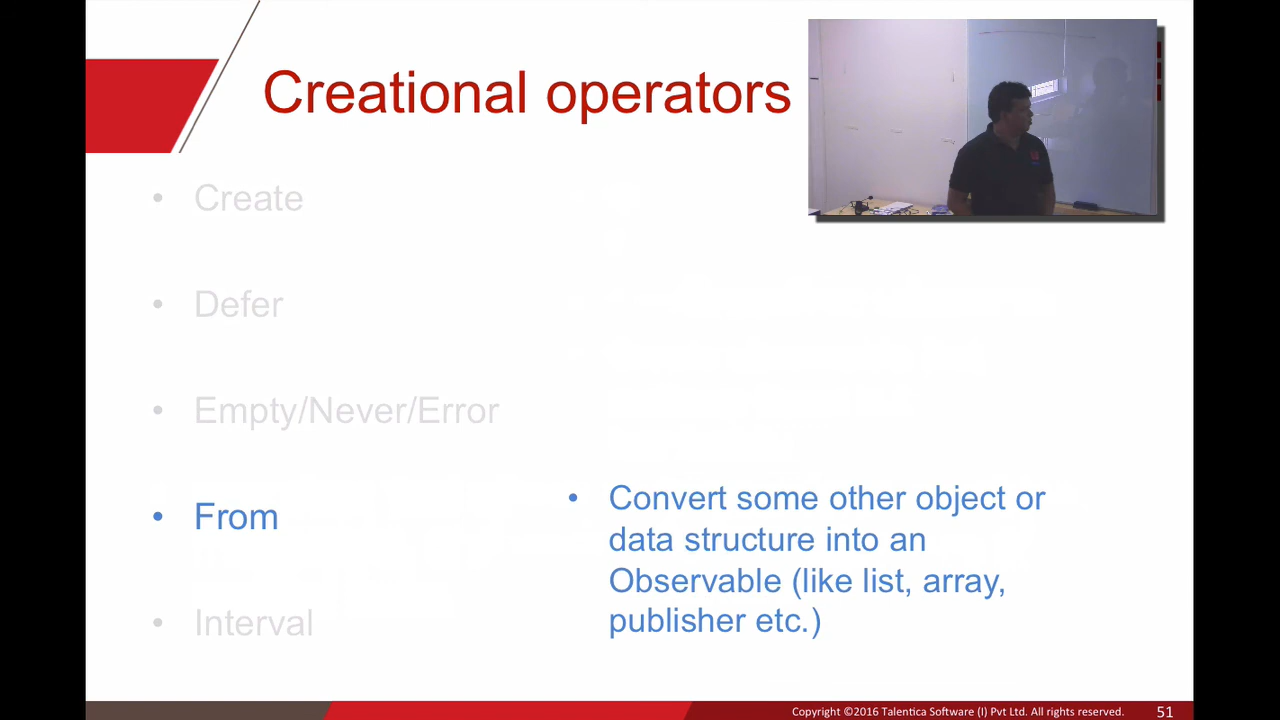 Creational operators
• Create
• Defer
• Empty/Never/Error
• From
• Convert some other object or
data structure into an
Observable (like list, array,
publisher etc.)
• Interval
Copyright ©2016 Talentica Software (I) Pvt Ltd. All rights reserved.
51